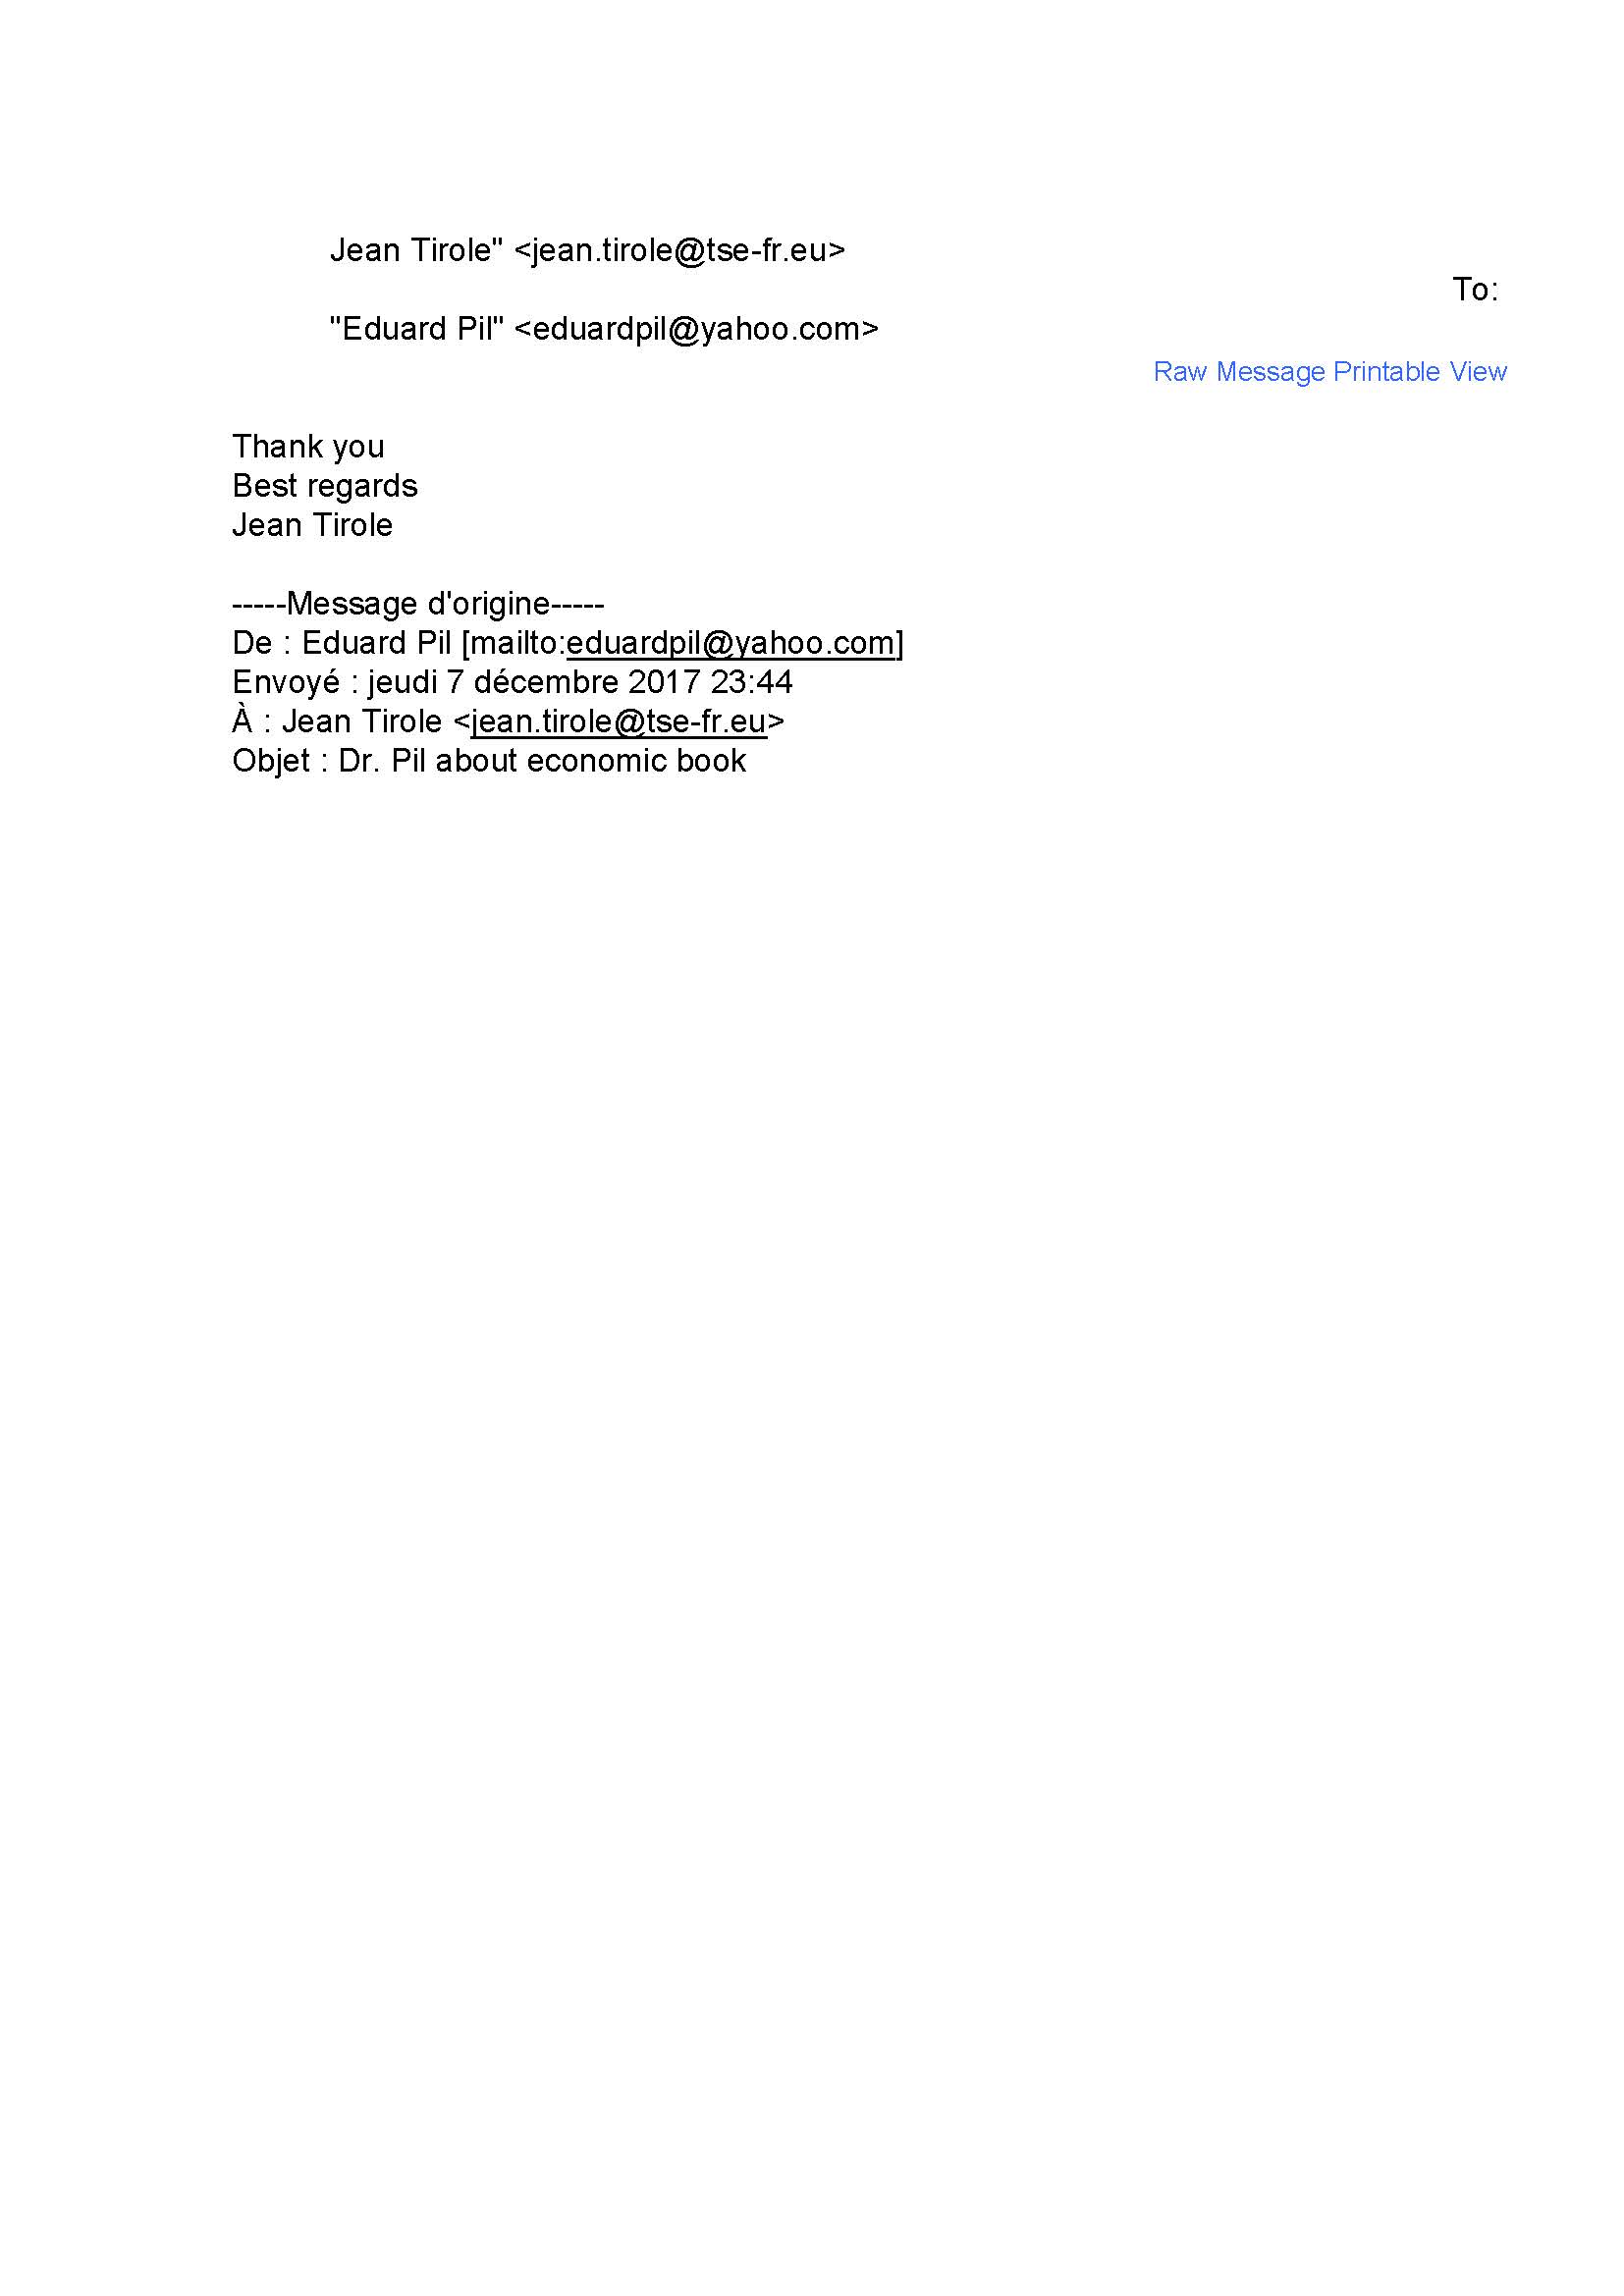 Jean Tirole" <jean.tirole@tse-fr.eu>
To:
"Eduard Pil" <eduardpil@yahoo.com>
Raw Message Printable View
Thank you
Best regards
Jean Tirole
-----Message d'origine-----
De : Eduard Pil [mailto:eduardpil@yahoo.com]
Envoyé : jeudi 7 décembre 2017 23:44
À : Jean Tirole <jean.tirole@tse-fr.eu>
Objet : Dr. Pil about economic book